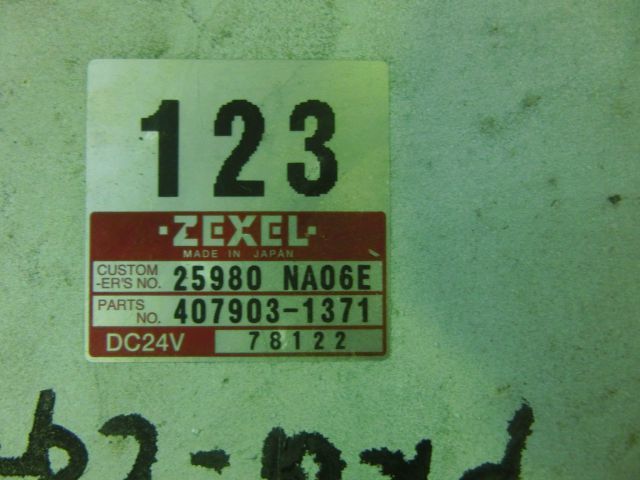 123
·ZEXEL·
MADE IN JAPAN
CUSTOM
-ER'S NO. 25980 NA06E
PARTS
NO. 407903-1371
DC24V 78122